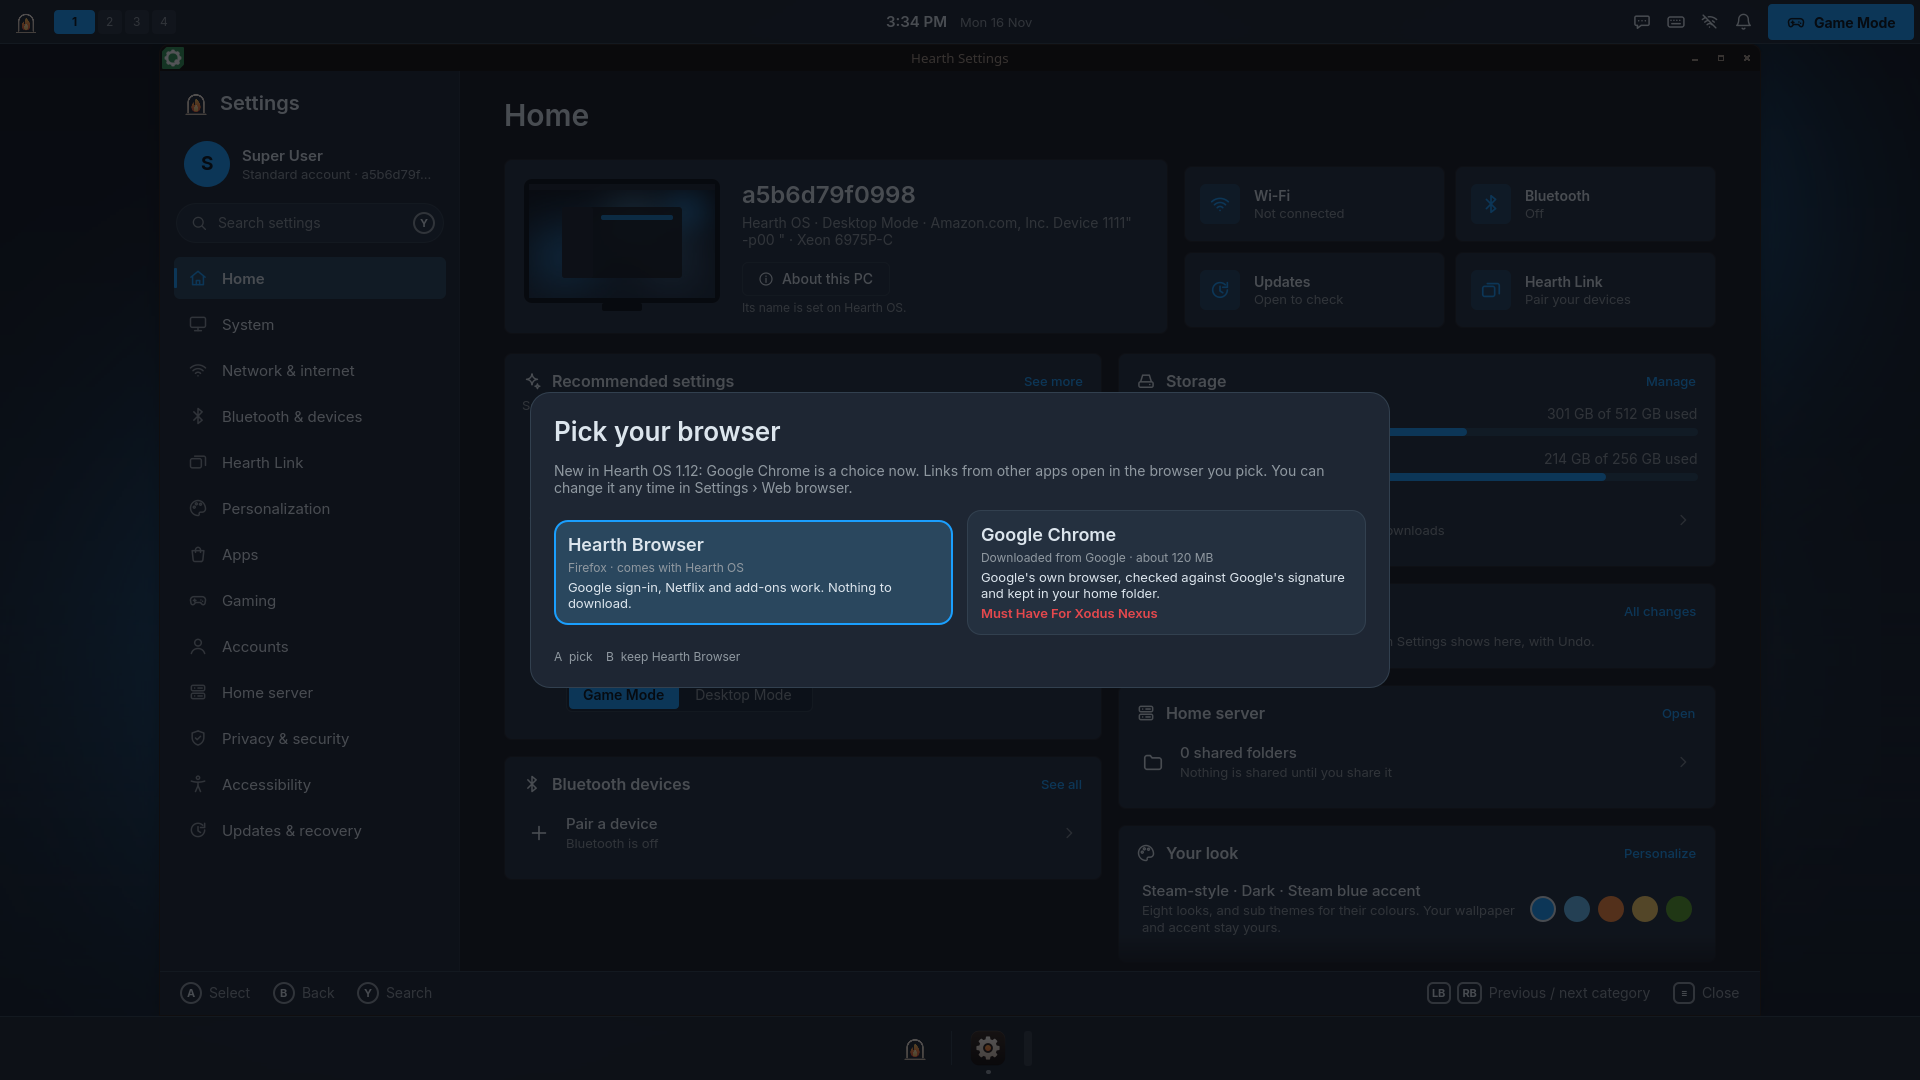 1 2 3 4
3:34 PM Mon 16 Nov
Game Mode
Hearth Settings
Settings
S
Super User
Standard account · a5b6d79f...
Search settings Y
Home
System
Network & internet
Bluetooth & devices
Hearth Link
Personalization
Apps
Gaming
Accounts
Home server
Privacy & security
Accessibility
Updates & recovery
Home
a5b6d79f0998
Hearth OS · Desktop Mode · Amazon.com, Inc. Device 1111"
-p00 " · Xeon 6975P-C
About this PC
Its name is set on Hearth OS.
Wi-Fi
Not connected
Bluetooth
Off
Updates
Open to check
Hearth Link
Pair your devices
Recommended settings See more
Storage Manage
301 GB of 512 GB used
214 GB of 256 GB used
Pick your browser
New in Hearth OS 1.12: Google Chrome is a choice now. Links from other apps open in the browser you pick. You can
change it any time in Settings › Web browser.
Hearth Browser
Firefox · comes with Hearth OS
Google sign-in, Netflix and add-ons work. Nothing to
download.
Google Chrome
Downloaded from Google · about 120 MB
Google's own browser, checked against Google's signature
and kept in your home folder.
Must Have For Xodus Nexus
A pick B keep Hearth Browser
All changes
Settings shows here, with Undo.
Game Mode Desktop Mode
Bluetooth devices See all
Pair a device
Bluetooth is off
Home server Open
0 shared folders
Nothing is shared until you share it
Your look Personalize
Steam-style · Dark · Steam blue accent
Eight looks, and sub themes for their colours. Your wallpaper
and accent stay yours.
A Select B Back Y Search
LB RB Previous / next category ≡ Close